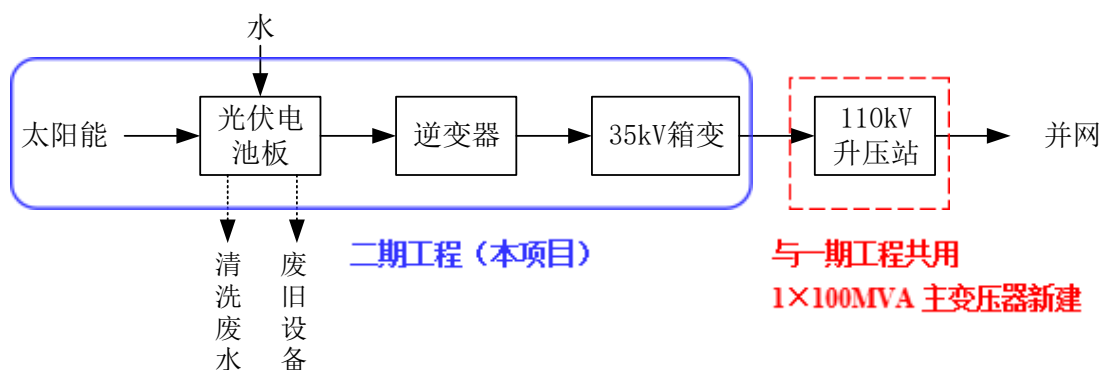 水
太阳能
光伏电
池板
逆变器
35kV箱变
110kV
升压站
并网
清洗废水
废旧设备
二期工程（本项目）
与一期工程共用
1×100MVA 主变压器新建